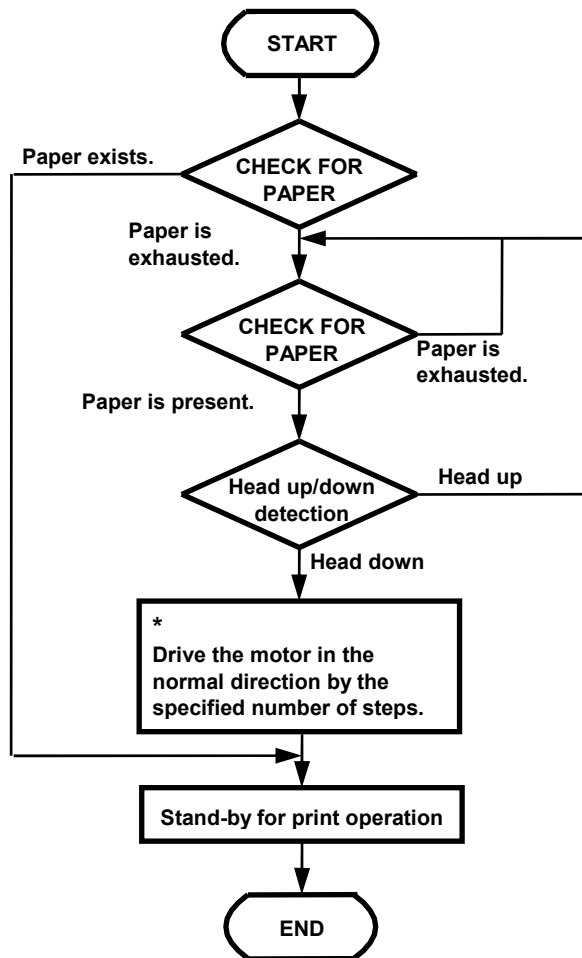 START
Paper exists.
CHECK FOR
PAPER
Paper is
exhausted.
CHECK FOR
PAPER
Paper is
exhausted.
Paper is present.
Head up/down
detection
Head up
Head down
*
Drive the motor in the
normal direction by the
specified number of steps.
Stand-by for print operation
END